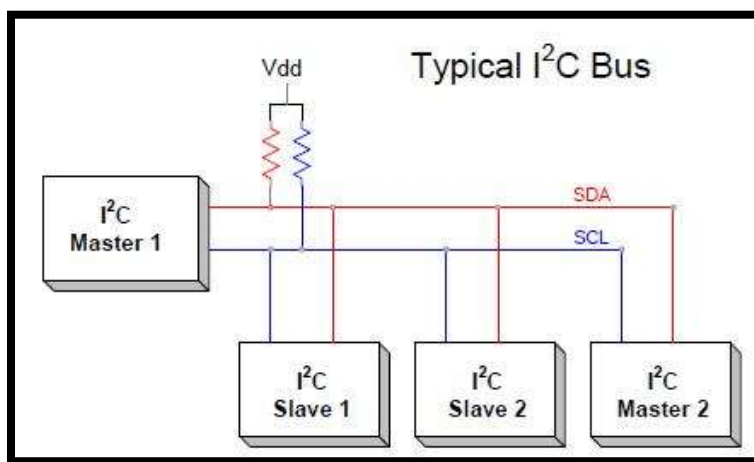 Typical I²C Bus
Vdd
SDA
I²C
Master 1
SCL
I²C
Slave 1
I²C
Slave 2
I²C
Master 2